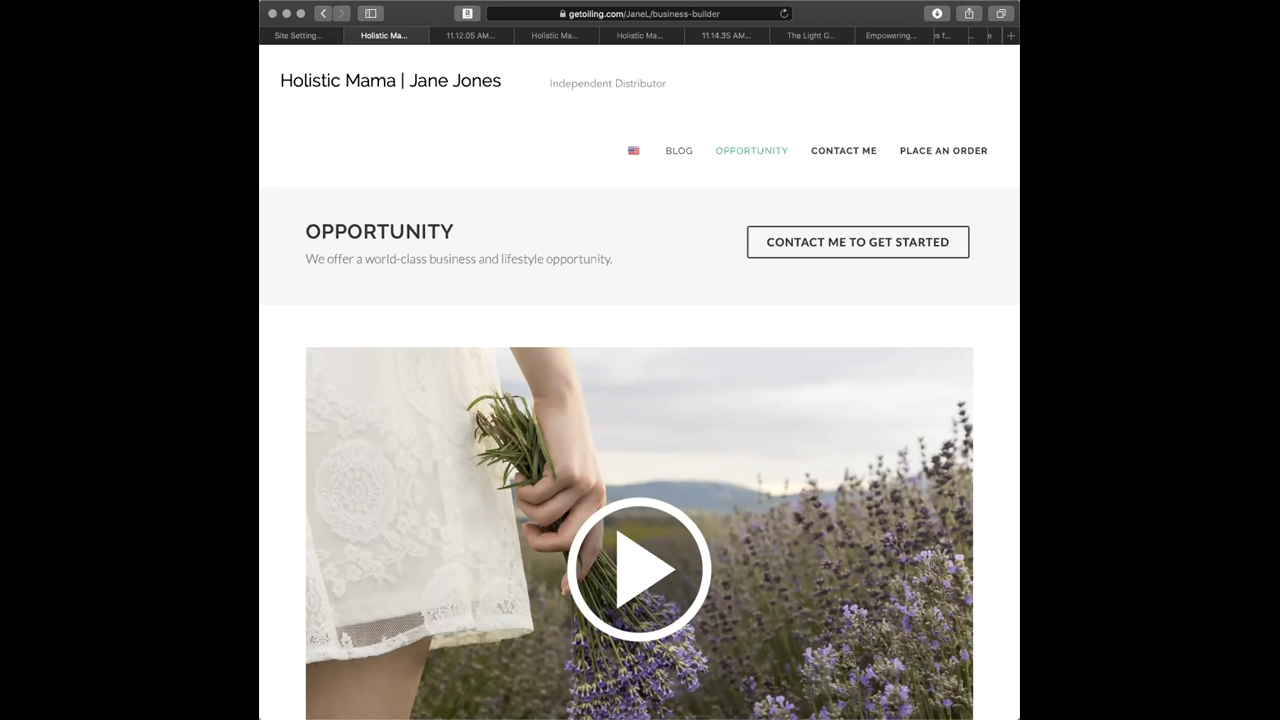 getoiling.com/JaneL/business-builder
Site Setting... Holistic Ma... 11.12.05 AM... Holistic Ma... Holistic Ma... 11.14.35 AM... The Light G... Empowering... es f... ... e
Holistic Mama | Jane Jones Independent Distributor
BLOG OPPORTUNITY CONTACT ME PLACE AN ORDER
OPPORTUNITY
CONTACT ME TO GET STARTED
We offer a world-class business and lifestyle opportunity.